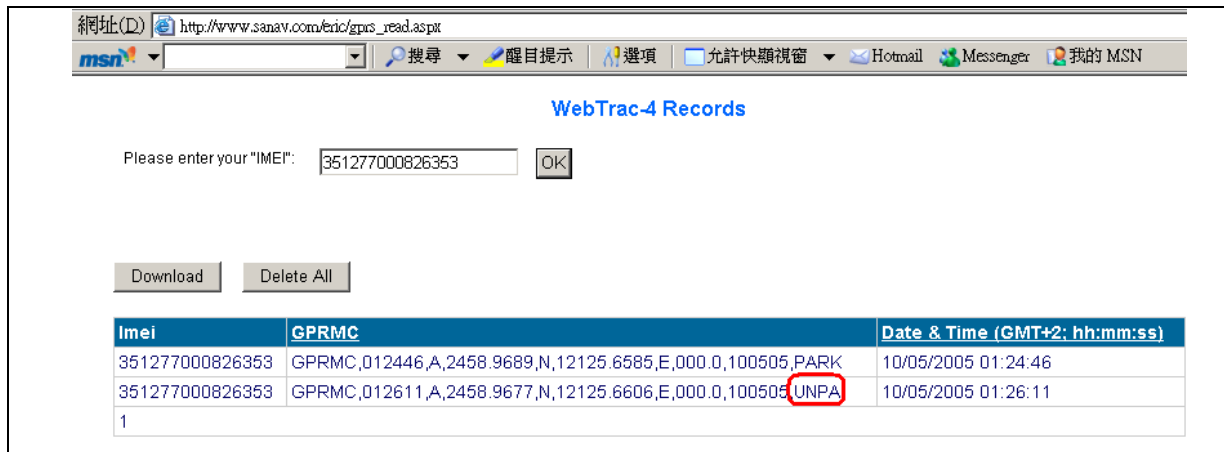 網址(D) http://www.sanav.com/eric/gprs_read.aspx
msn 搜尋 醒目提示 選項 允許快顯視窗 Hotmail Messenger 我的 MSN
WebTrac-4 Records
Please enter your "IMEI": 351277000826353 OK
Download Delete All
Imei GPRMC Date & Time (GMT+2; hh:mm:ss)
351277000826353 GPRMC,012446,A,2458.9689,N,12125.6585,E,000.0,100505,PARK 10/05/2005 01:24:46
351277000826353 GPRMC,012611,A,2458.9677,N,12125.6606,E,000.0,100505,UNPA 10/05/2005 01:26:11
1